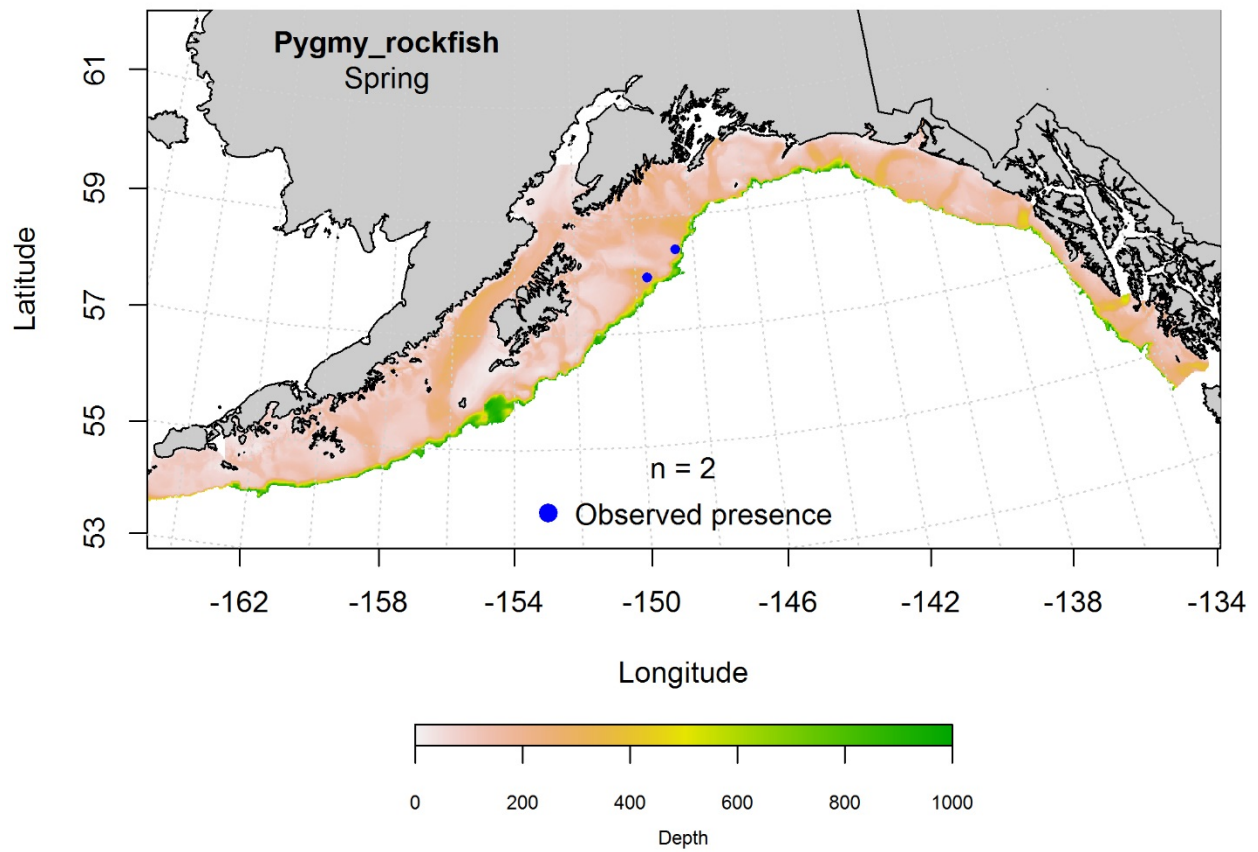 Pygmy_rockfish
Spring
61
59
57
55
53
Latitude
n = 2
Observed presence
-162 -158 -154 -150 -146 -142 -138 -134
Longitude
0 200 400 600 800 1000
Depth